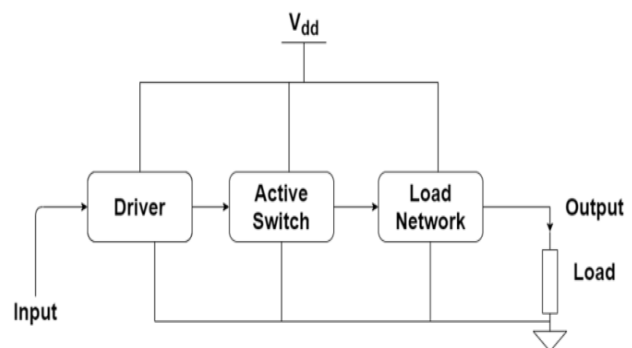 Vdd
Driver
Active
Switch
Load
Network
Output
Load
Input